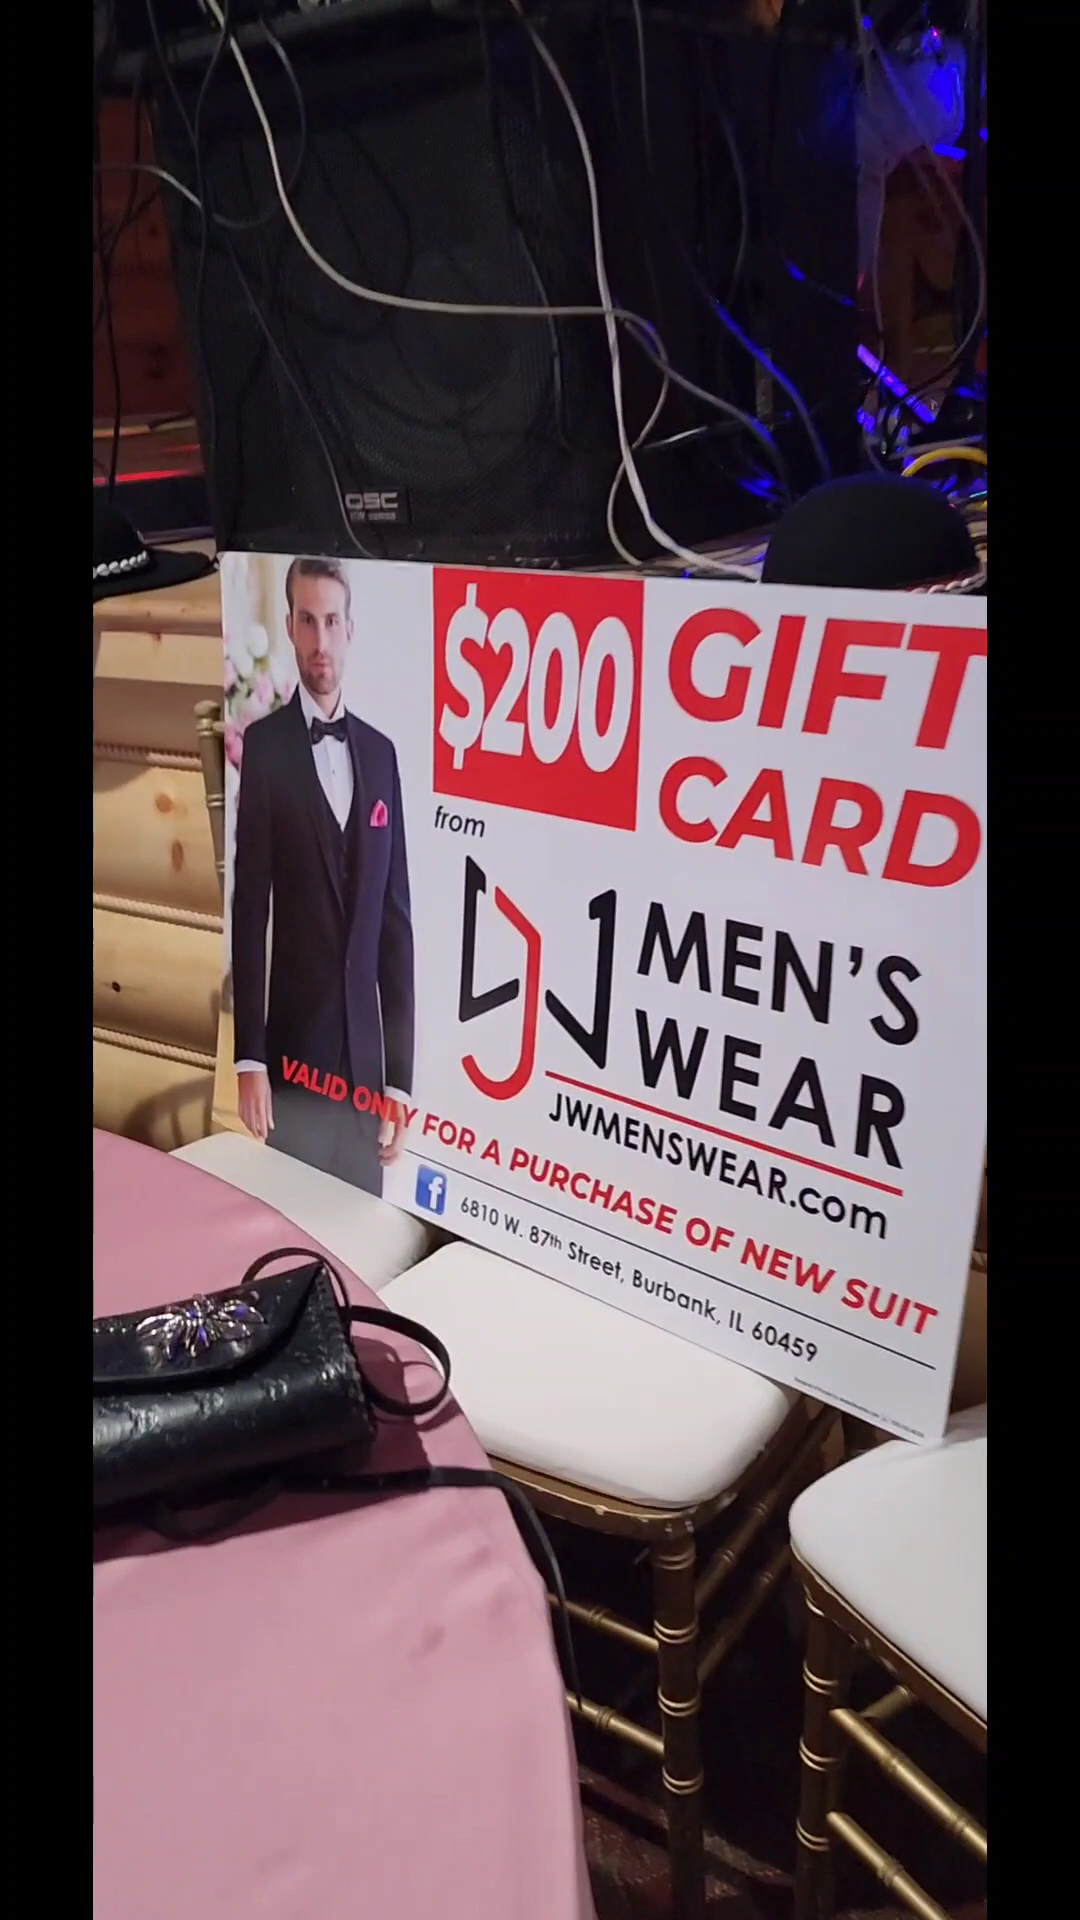 QSC
$200 GIFT
CARD
from
JW MEN'S
WEAR
JWMENSWEAR.com
VALID ONLY FOR A PURCHASE OF NEW SUIT
f 6810 W. 87th Street, Burbank, IL 60459